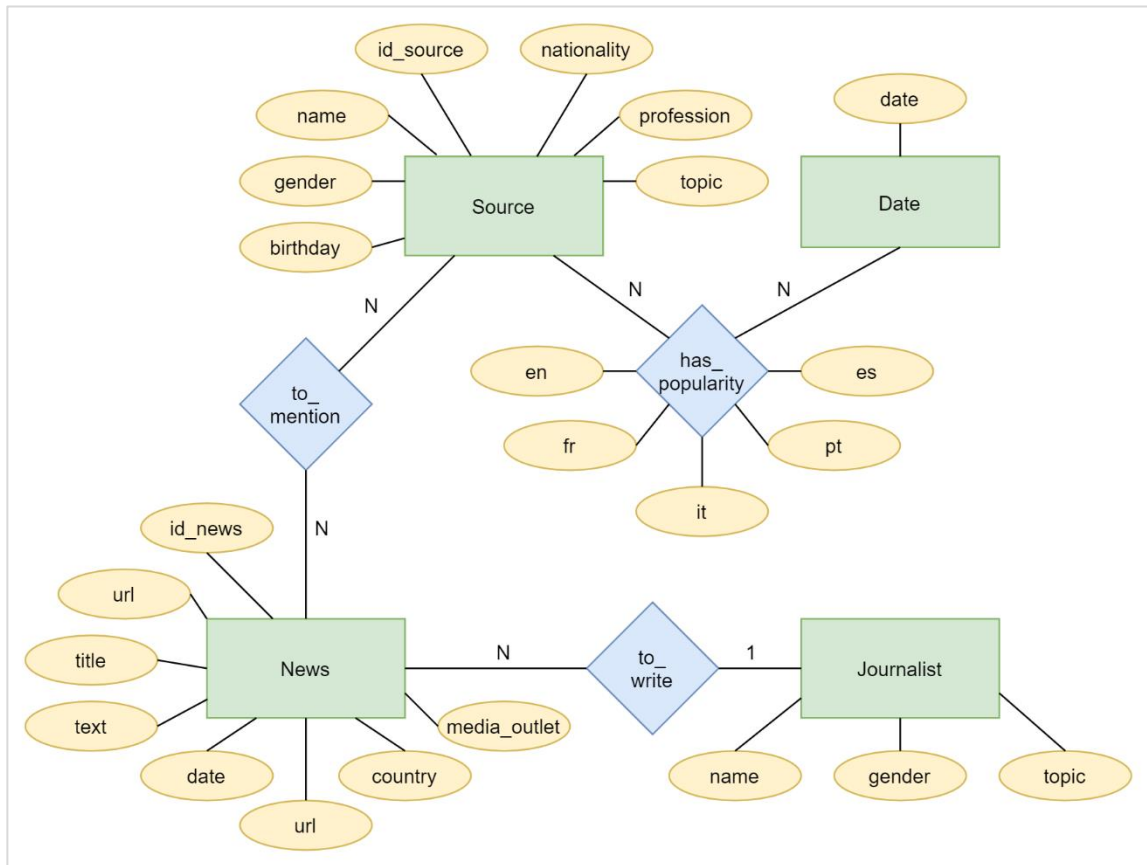 id_source
nationality
name
profession
date
gender
Source
topic
Date
birthday
N
N
N
to_
mention
en
has_
popularity
es
fr
pt
it
id_news
N
url
title
News
N
to_
write
1
Journalist
text
media_outlet
date
country
name
gender
topic
url